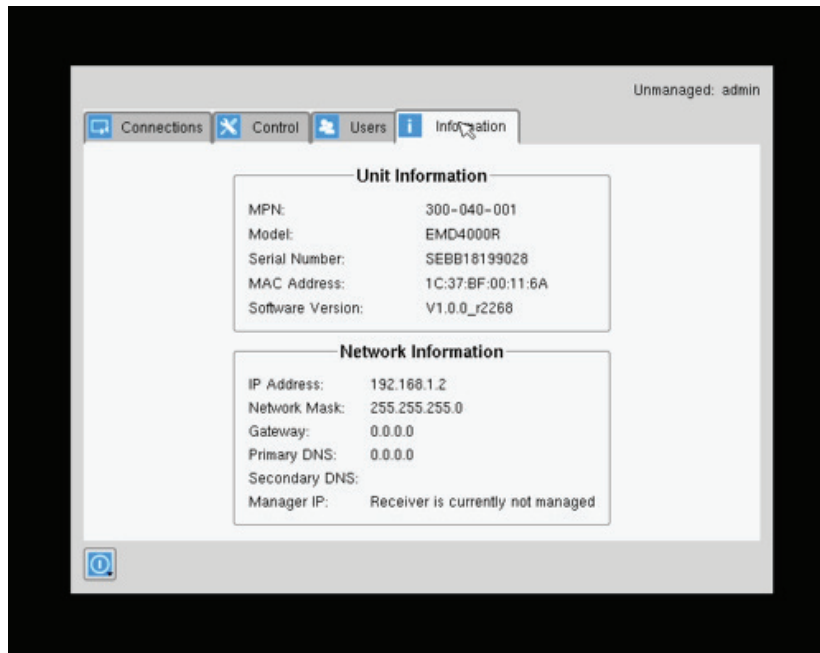 Unmanaged: admin
Connections Control Users Information
Unit Information
MPN: 300-040-001
Model: EMD4000R
Serial Number: SEBB18199028
MAC Address: 1C:37:BF:00:11:6A
Software Version: V1.0.0_r2268
Network Information
IP Address: 192.168.1.2
Network Mask: 255.255.255.0
Gateway: 0.0.0.0
Primary DNS: 0.0.0.0
Secondary DNS:
Manager IP: Receiver is currently not managed